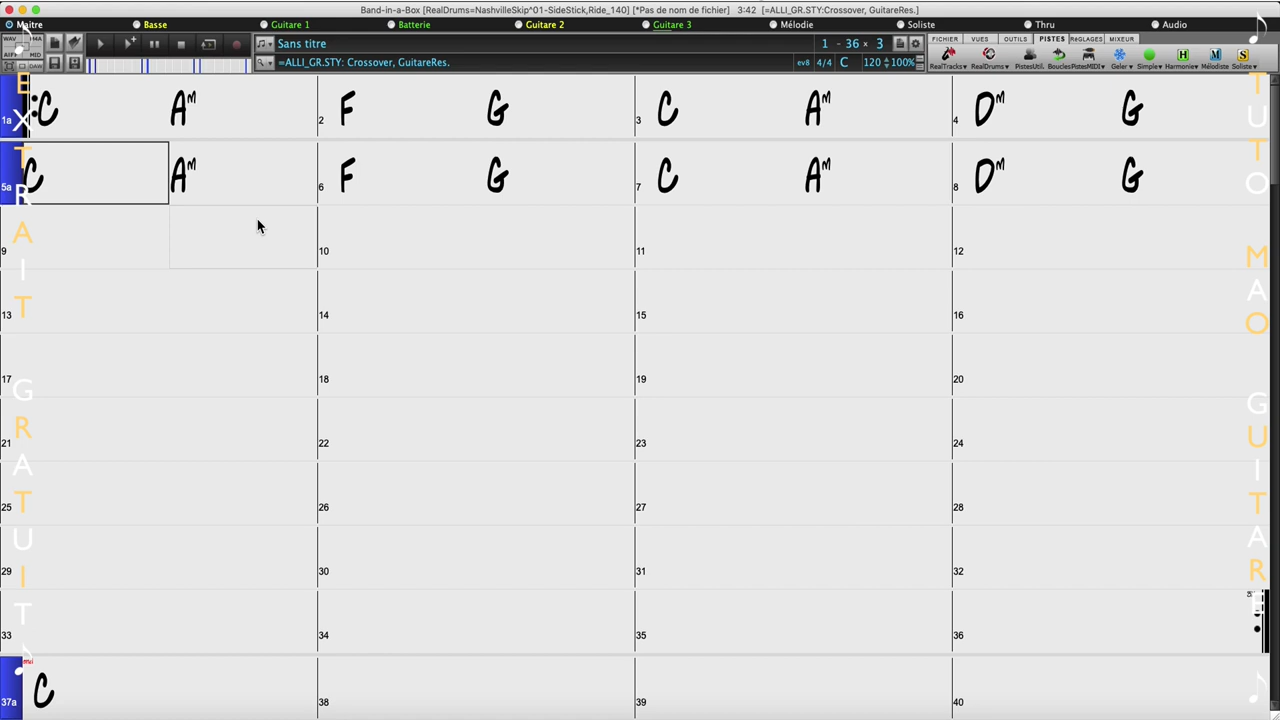 Band-in-a-Box [RealDrums=NashvilleSkip^01-SideStick,Ride_140] [*Pas de nom de fichier] 3:42 [=ALLI_GR.STY:Crossover, GuitareRes.]
Maître Basse Guitare 1 Batterie Guitare 2 Guitare 3 Mélodie Soliste Thru Audio
Sans titre 1 - 36 x 3
FICHIER VUES OUTILS PISTES RéGLAGES MIXEUR
=ALLI_GR.STY: Crossover, GuitareRes. ev8 4/4 C 120 100%
RealTracks RealDrums PistesUtil. Boucles PistesMIDI Geler Simple Harmonie Mélodiste Soliste
1a C Am 2 F G 3 C Am 4 Dm G
5a C Am 6 F G 7 C Am 8 Dm G
9 10 11 12
13 14 15 16
17 18 19 20
21 22 23 24
25 26 27 28
29 30 31 32
33 34 35 36
37a C 38 39 40
EXTRAIT GRATUIT
TUTO MAO GUITARE